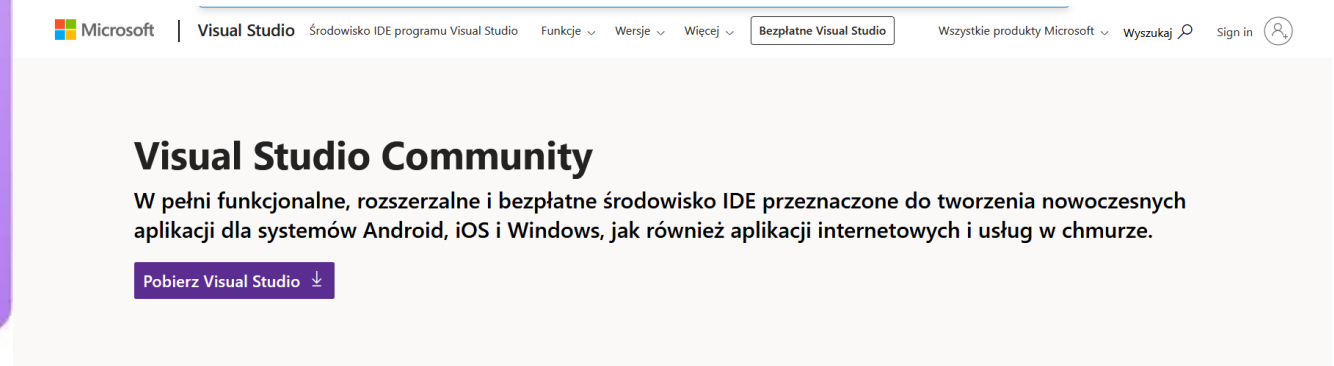 Microsoft Visual Studio Środowisko IDE programu Visual Studio Funkcje Wersje Więcej Bezpłatne Visual Studio Wszystkie produkty Microsoft Wyszukaj Sign in
Visual Studio Community
W pełni funkcjonalne, rozszerzalne i bezpłatne środowisko IDE przeznaczone do tworzenia nowoczesnych
aplikacji dla systemów Android, iOS i Windows, jak również aplikacji internetowych i usług w chmurze.
Pobierz Visual Studio